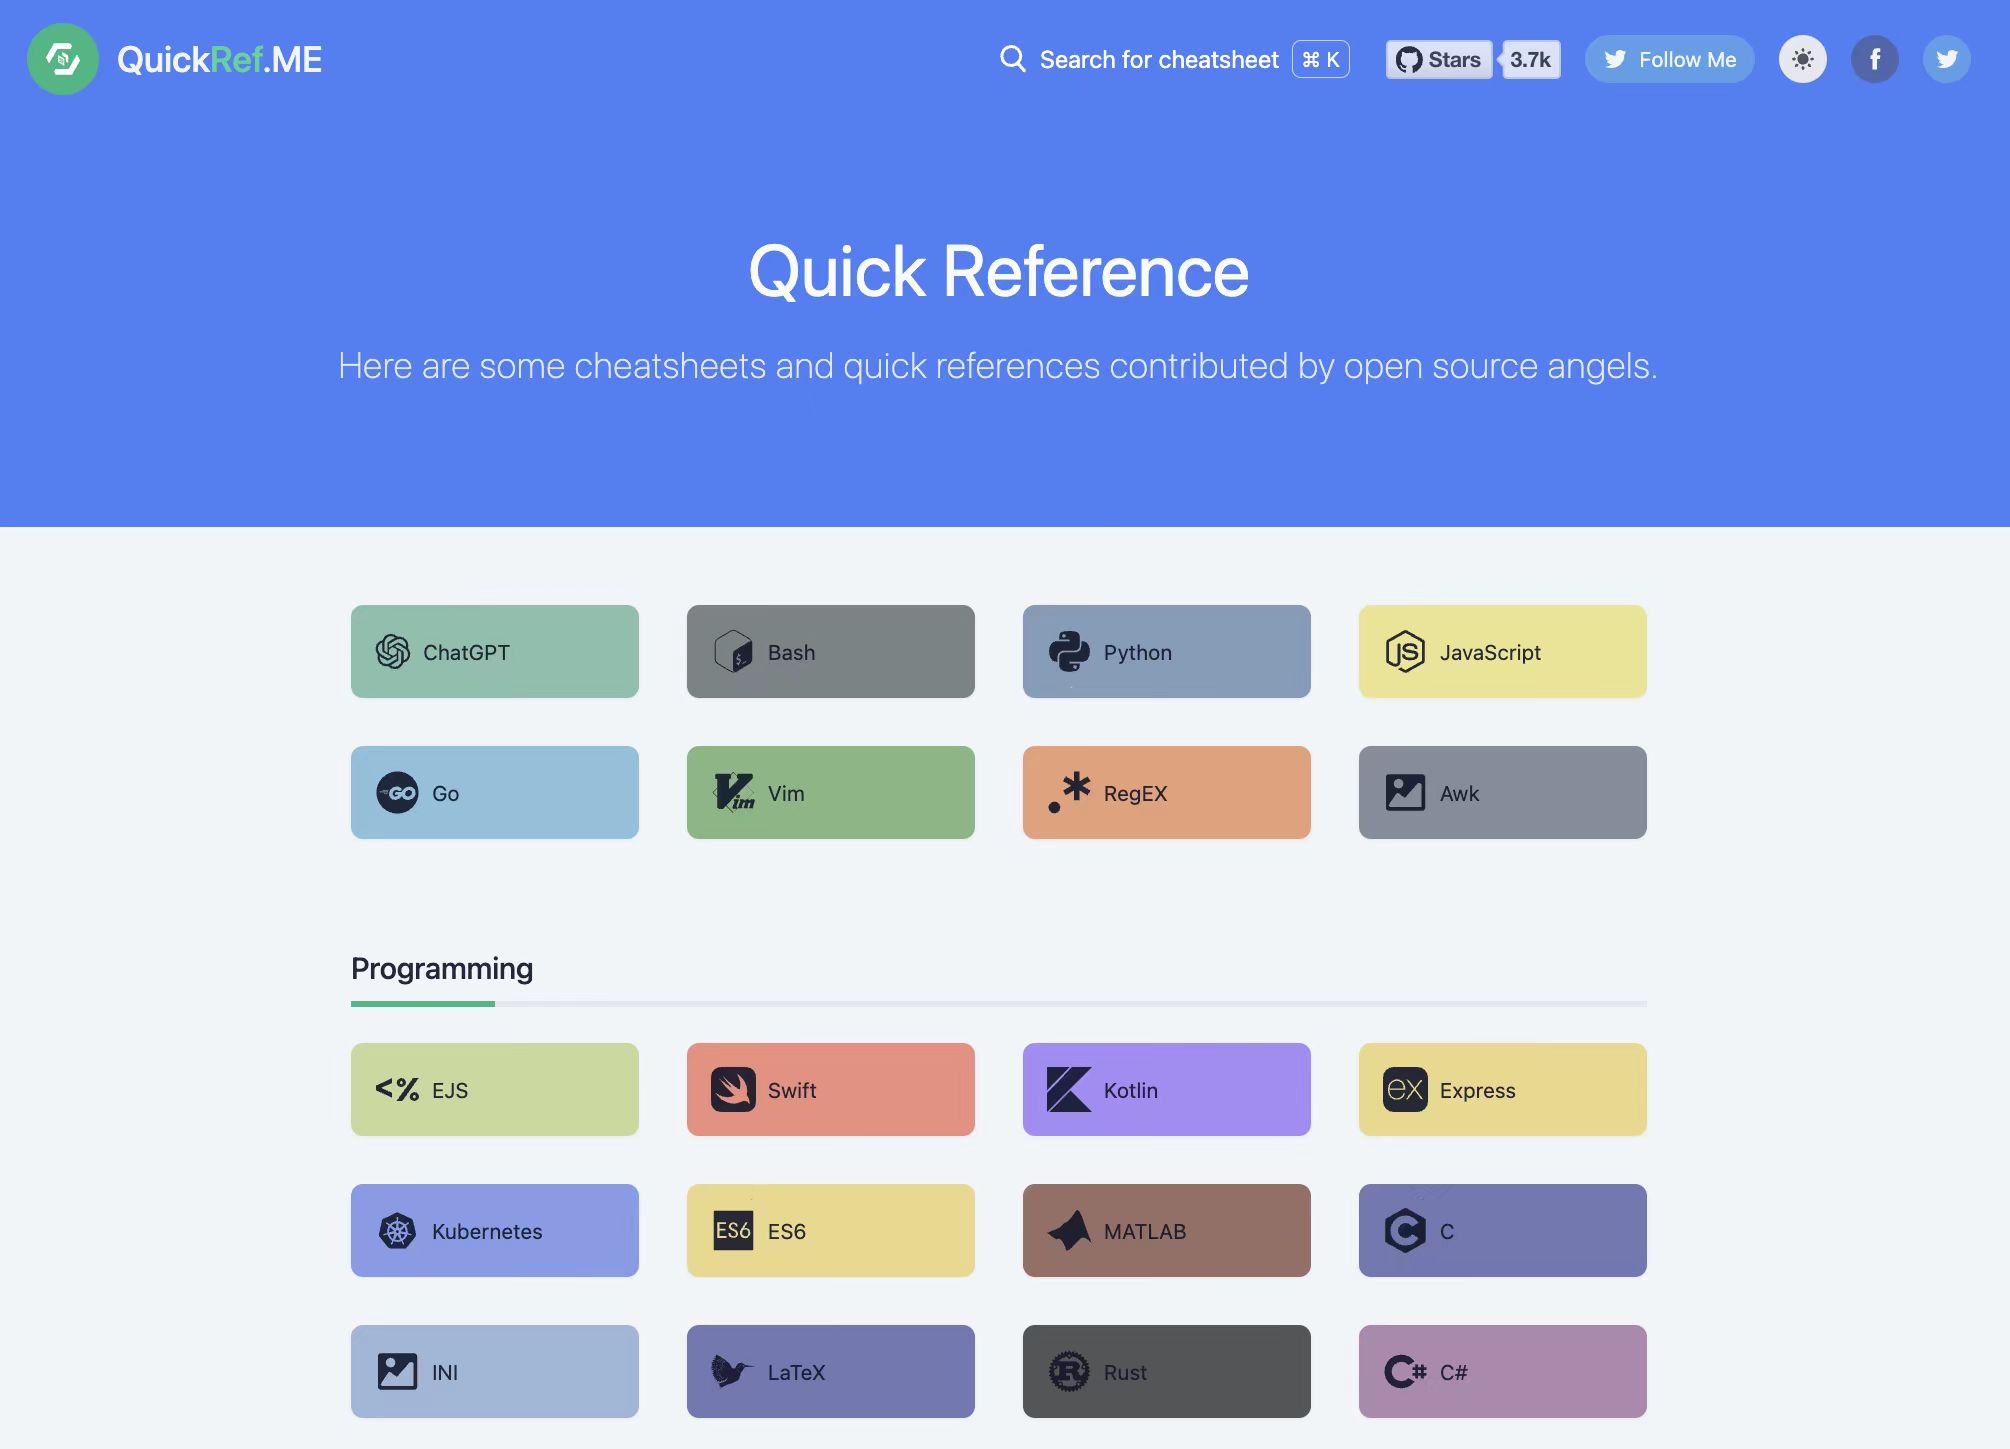 QuickRef.ME
Search for cheatsheet ⌘ K
Stars 3.7k
Follow Me
Quick Reference
Here are some cheatsheets and quick references contributed by open source angels.
ChatGPT
Bash
Python
JS JavaScript
GO Go
Vim Vim
.* RegEX
Awk
Programming
<% EJS
Swift
Kotlin
ex Express
Kubernetes
ES6 ES6
MATLAB
C C
INI
LaTeX
R Rust
C# C#